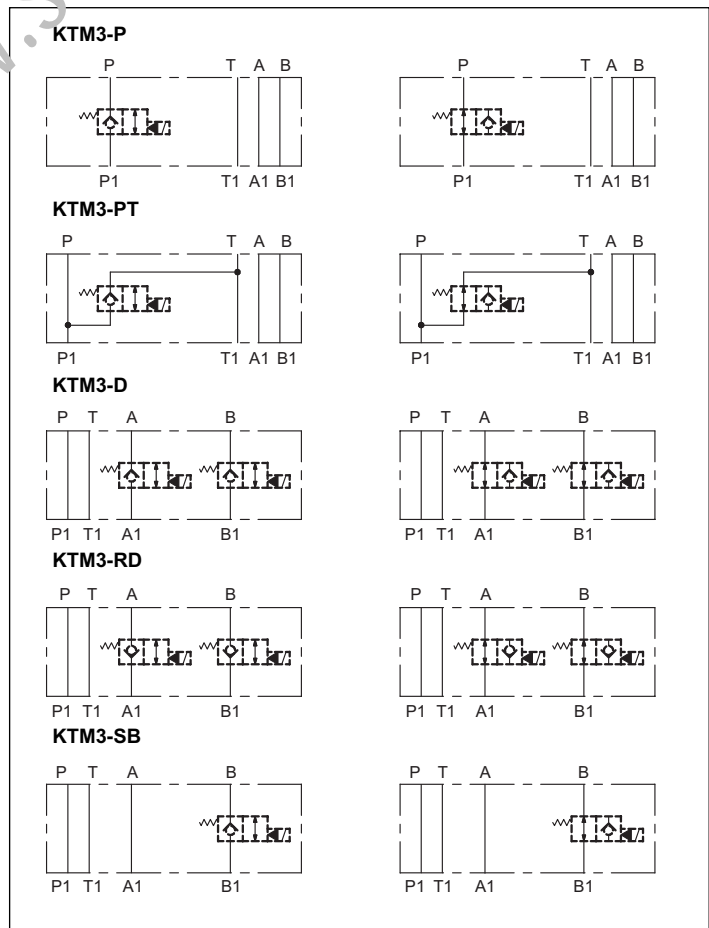 KTM3-P
P T A B P T A B
P1 T1 A1 B1 P1 T1 A1 B1
KTM3-PT
P T A B P T A B
P1 T1 A1 B1 P1 T1 A1 B1
KTM3-D
P T A B P T A B
P1 T1 A1 B1 P1 T1 A1 B1
KTM3-RD
P T A B P T A B
P1 T1 A1 B1 P1 T1 A1 B1
KTM3-SB
P T A B P T A B
P1 T1 A1 B1 P1 T1 A1 B1